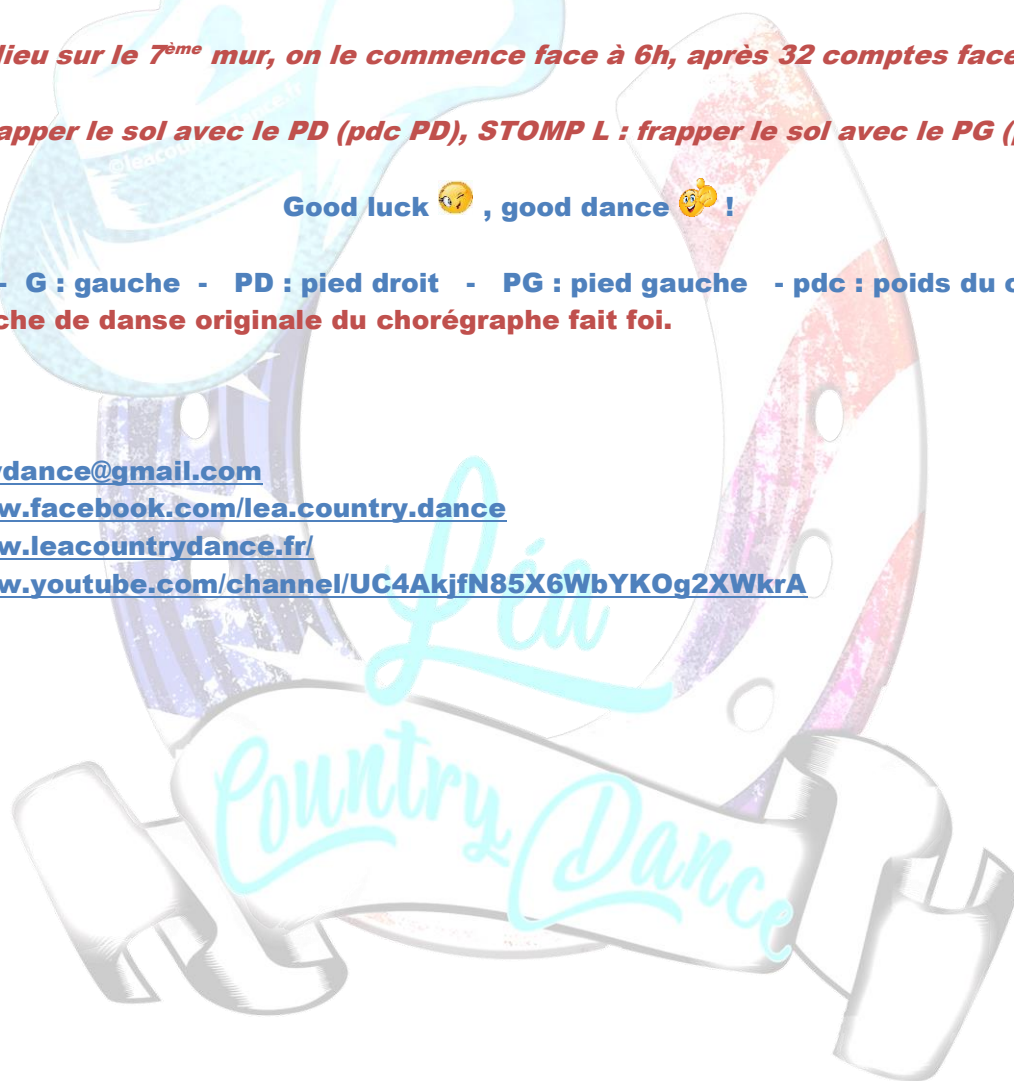 lieu sur le 7ème mur, on le commence face à 6h, après 32 comptes face
apper le sol avec le PD (pdc PD), STOMP L : frapper le sol avec le PG (
Good luck , good dance !
- G : gauche - PD : pied droit - PG : pied gauche - pdc : poids du
che de danse originale du chorégraphe fait foi.
dance@gmail.com
w.facebook.com/lea.country.dance
w.leacountrydance.fr/
w.youtube.com/channel/UC4AkjfN85X6WbYKOg2XWkrA
Léa
Country Dance